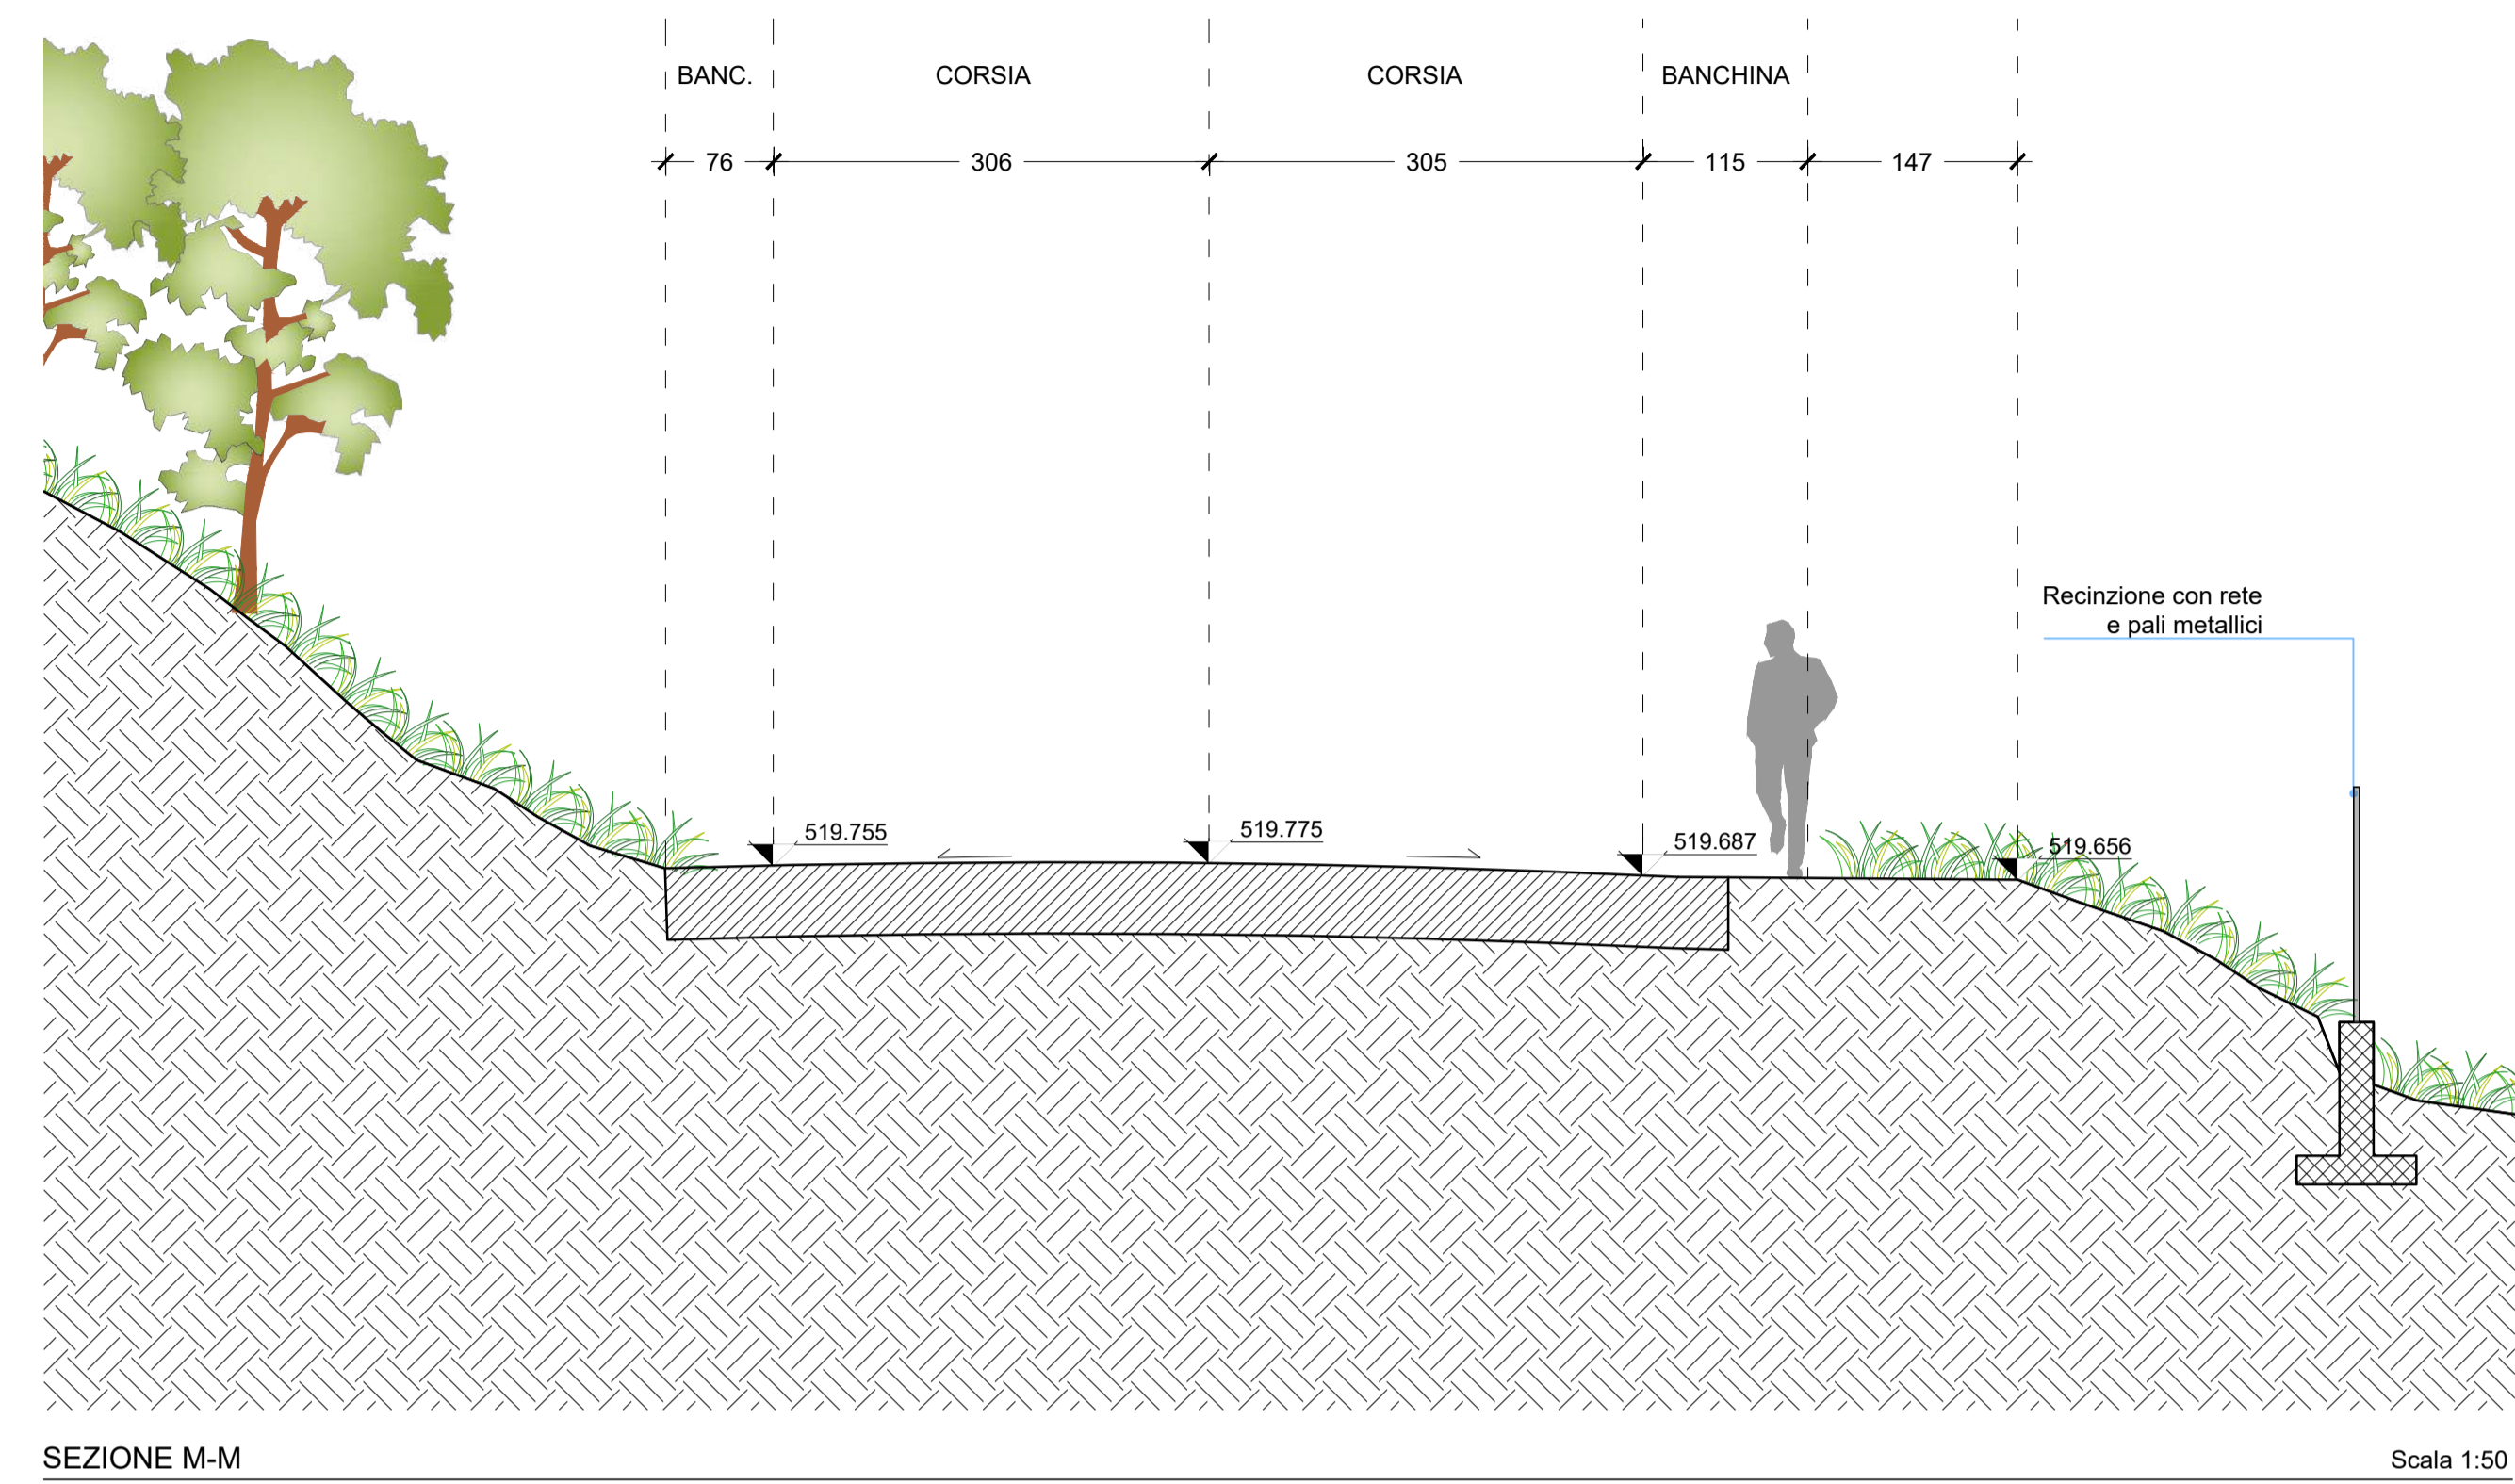 BANC. CORSIA CORSIA BANCHINA
76 306 305 115 147
Recinzione con rete
e pali metallici
519.755 519.775 519.687 519.656
SEZIONE M-M Scala 1:50